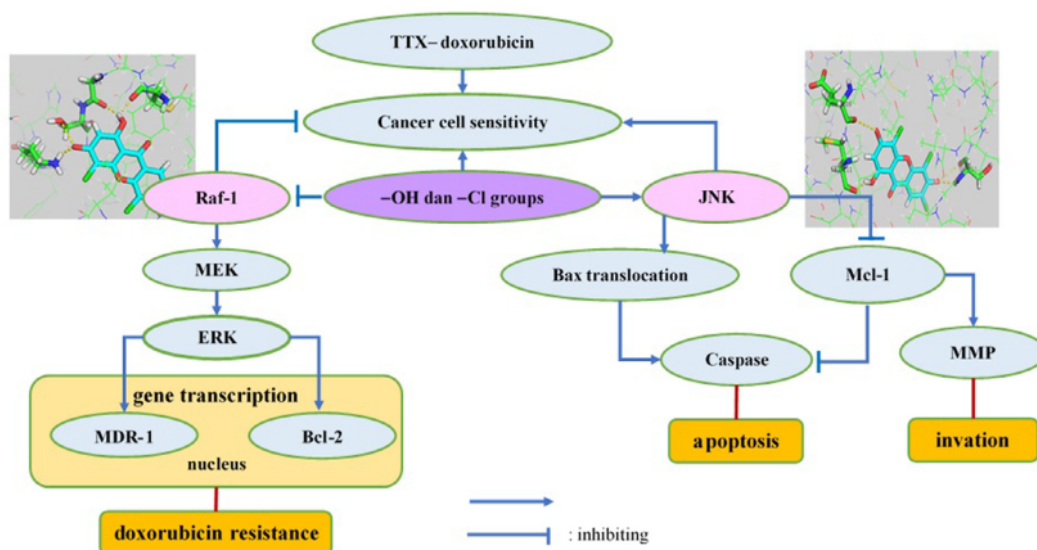 TTX– doxorubicin
Cancer cell sensitivity
Raf-1
–OH dan –Cl groups
JNK
MEK
Bax translocation
Mcl-1
ERK
Caspase
MMP
gene transcription
MDR-1
Bcl-2
nucleus
apoptosis
invation
doxorubicin resistance
: inhibiting